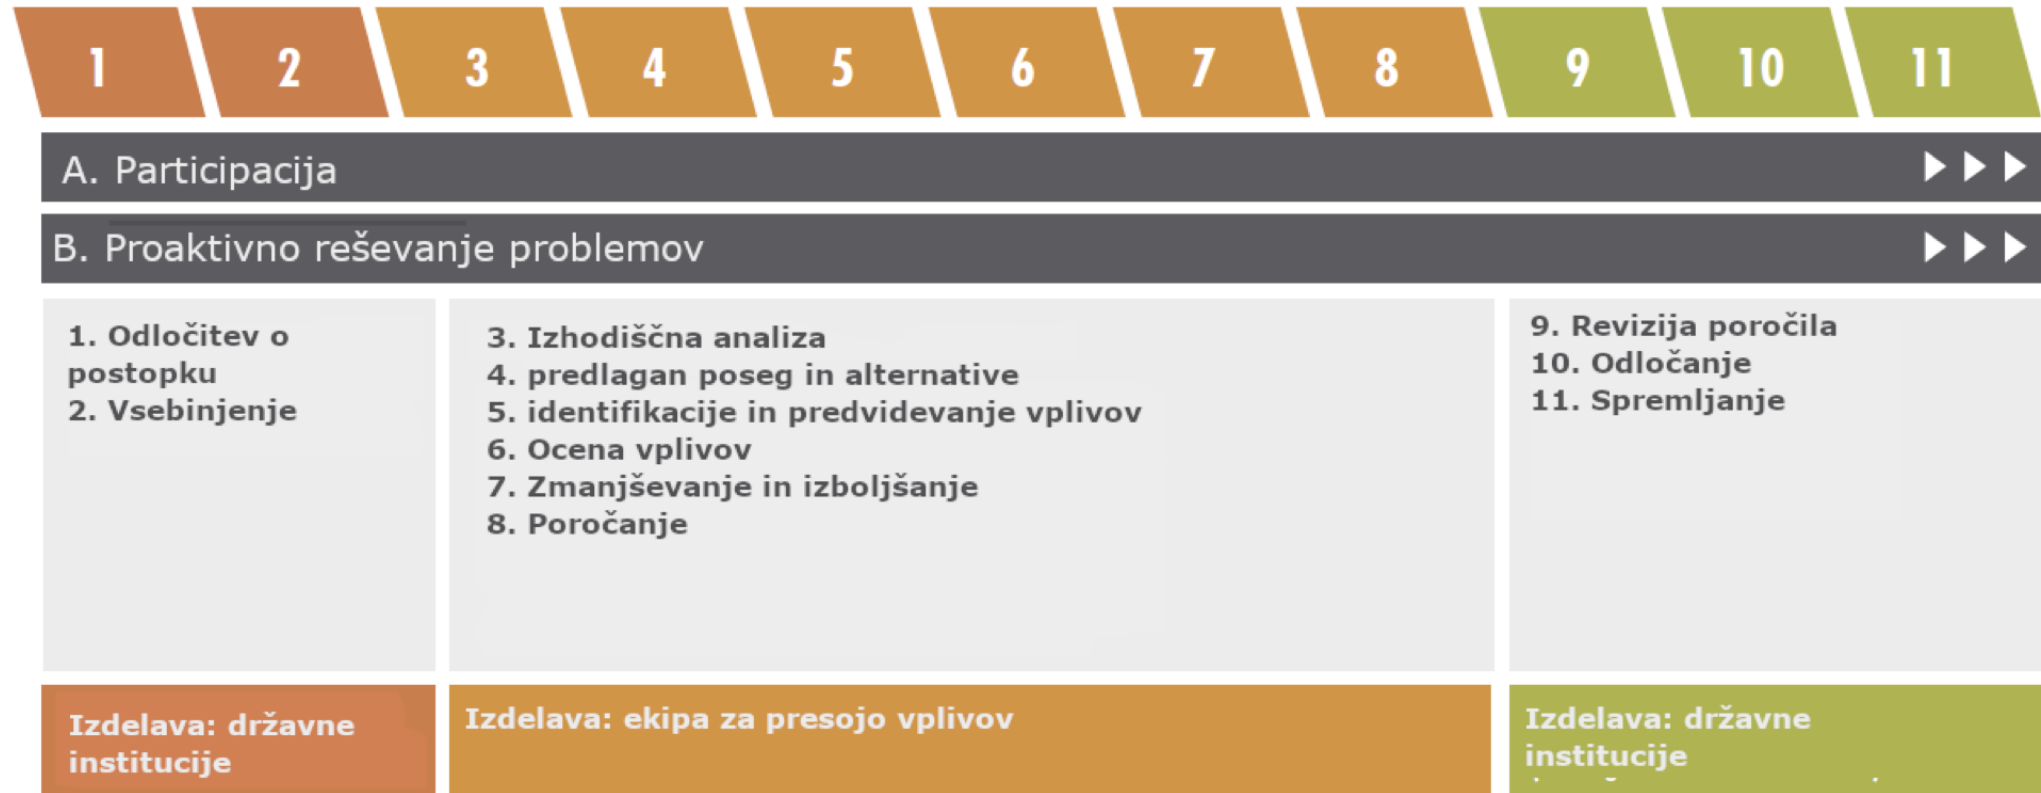 1 2 3 4 5 6 7 8 9 10 11
A. Participacija
B. Proaktivno reševanje problemov
1. Odločitev o
postopku
2. Vsebinjenje
3. Izhodiščna analiza
4. predlagan poseg in alternative
5. identifikacije in predvidevanje vplivov
6. Ocena vplivov
7. Zmanjševanje in izboljšanje
8. Poročanje
9. Revizija poročila
10. Odločanje
11. Spremljanje
Izdelava: državne
institucije
Izdelava: ekipa za presojo vplivov
Izdelava: državne
institucije